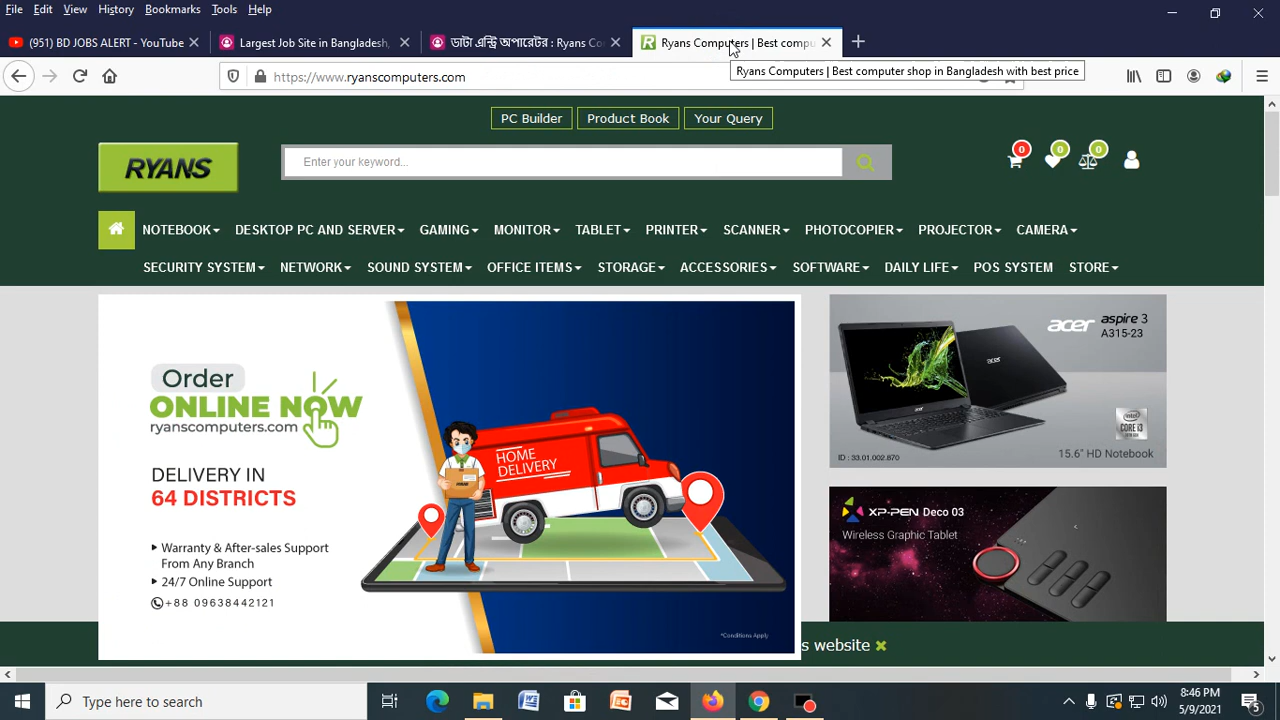 File Edit View History Bookmarks Tools Help
(951) BD JOBS ALERT - YouTube
Largest Job Site in Bangladesh,
ডাটা এন্ট্রি অপারেটর : Ryans Co
Ryans Computers | Best compu
https://www.ryanscomputers.com
Ryans Computers | Best computer shop in Bangladesh with best price
PC Builder Product Book Your Query
RYANS
Enter your keyword...
0 0 0
NOTEBOOK DESKTOP PC AND SERVER GAMING MONITOR TABLET PRINTER SCANNER PHOTOCOPIER PROJECTOR CAMERA
SECURITY SYSTEM NETWORK SOUND SYSTEM OFFICE ITEMS STORAGE ACCESSORIES SOFTWARE DAILY LIFE POS SYSTEM STORE
Order
ONLINE NOW
ryanscomputers.com
DELIVERY IN
64 DISTRICTS
Warranty & After-sales Support
From Any Branch
24/7 Online Support
+88 09638442121
HOME
DELIVERY
*Conditions Apply
acer aspire 3
A315-23
acer
intel
CORE i3
ID : 33.01.002.870
15.6" HD Notebook
XP-PEN Deco 03
Wireless Graphic Tablet
s website
Type here to search
8:46 PM
5/9/2021
5